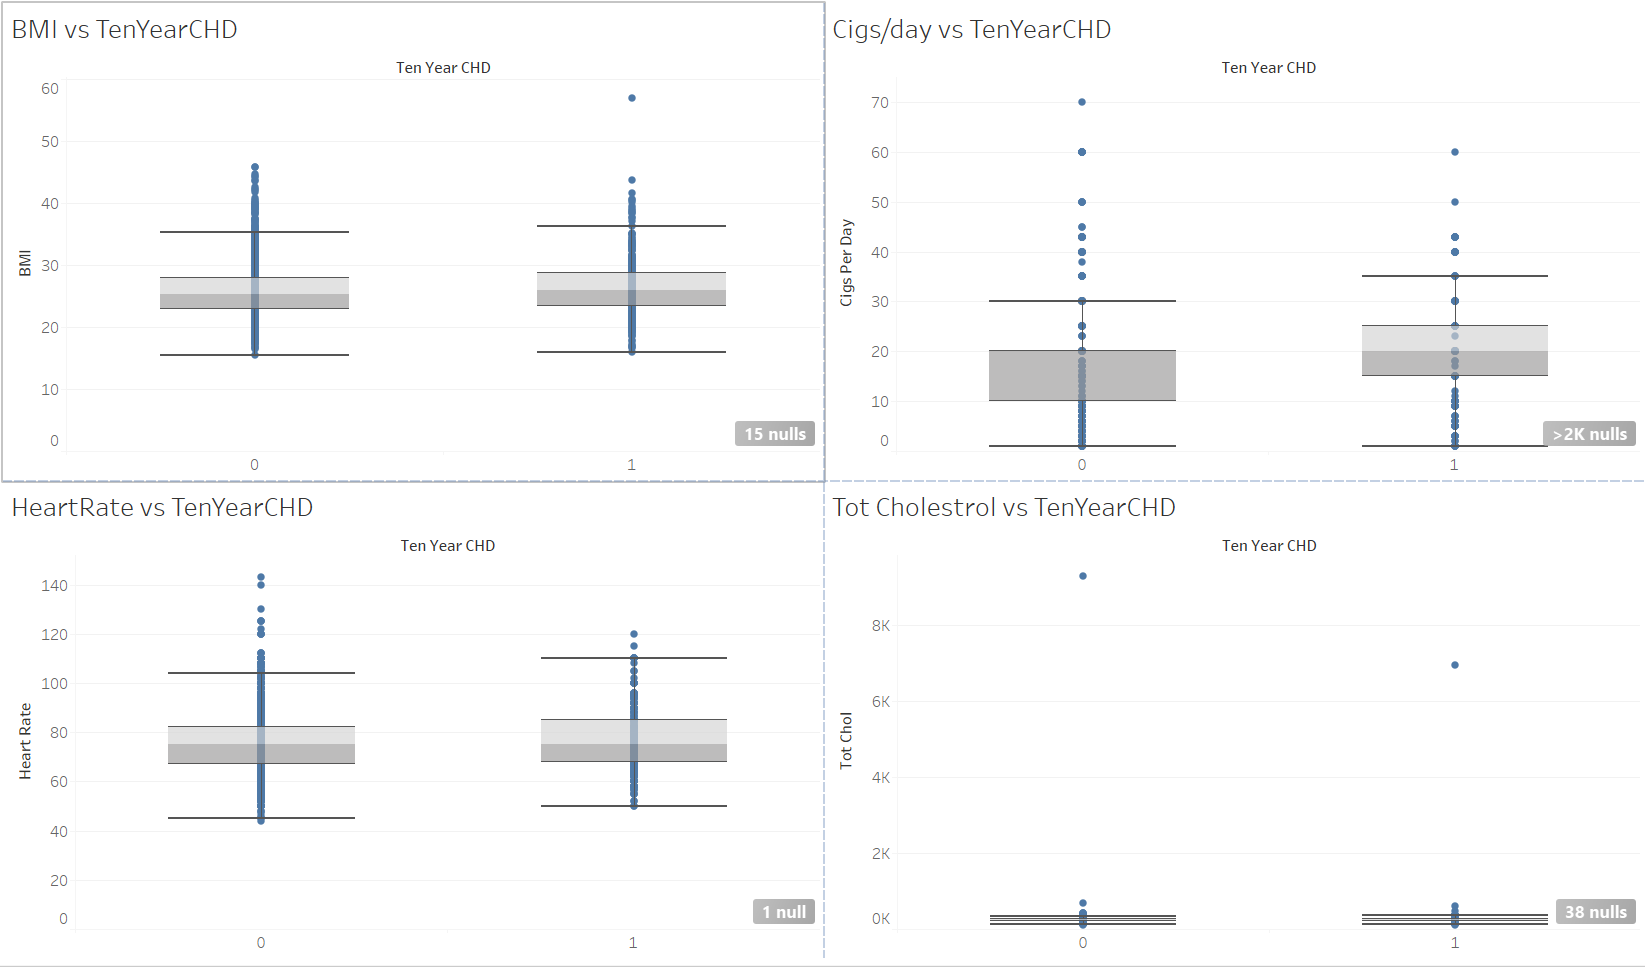 BMI vs TenYearCHD
Ten Year CHD
60
50
40
30
20
10
0
BMI
15 nulls
0 1
Cigs/day vs TenYearCHD
Ten Year CHD
70
60
50
40
30
20
10
0
Cigs Per Day
>2K nulls
0 1
HeartRate vs TenYearCHD
Ten Year CHD
140
120
100
80
60
40
20
0
Heart Rate
1 null
0 1
Tot Cholestrol vs TenYearCHD
Ten Year CHD
8K
6K
4K
2K
0K
Tot Chol
38 nulls
0 1